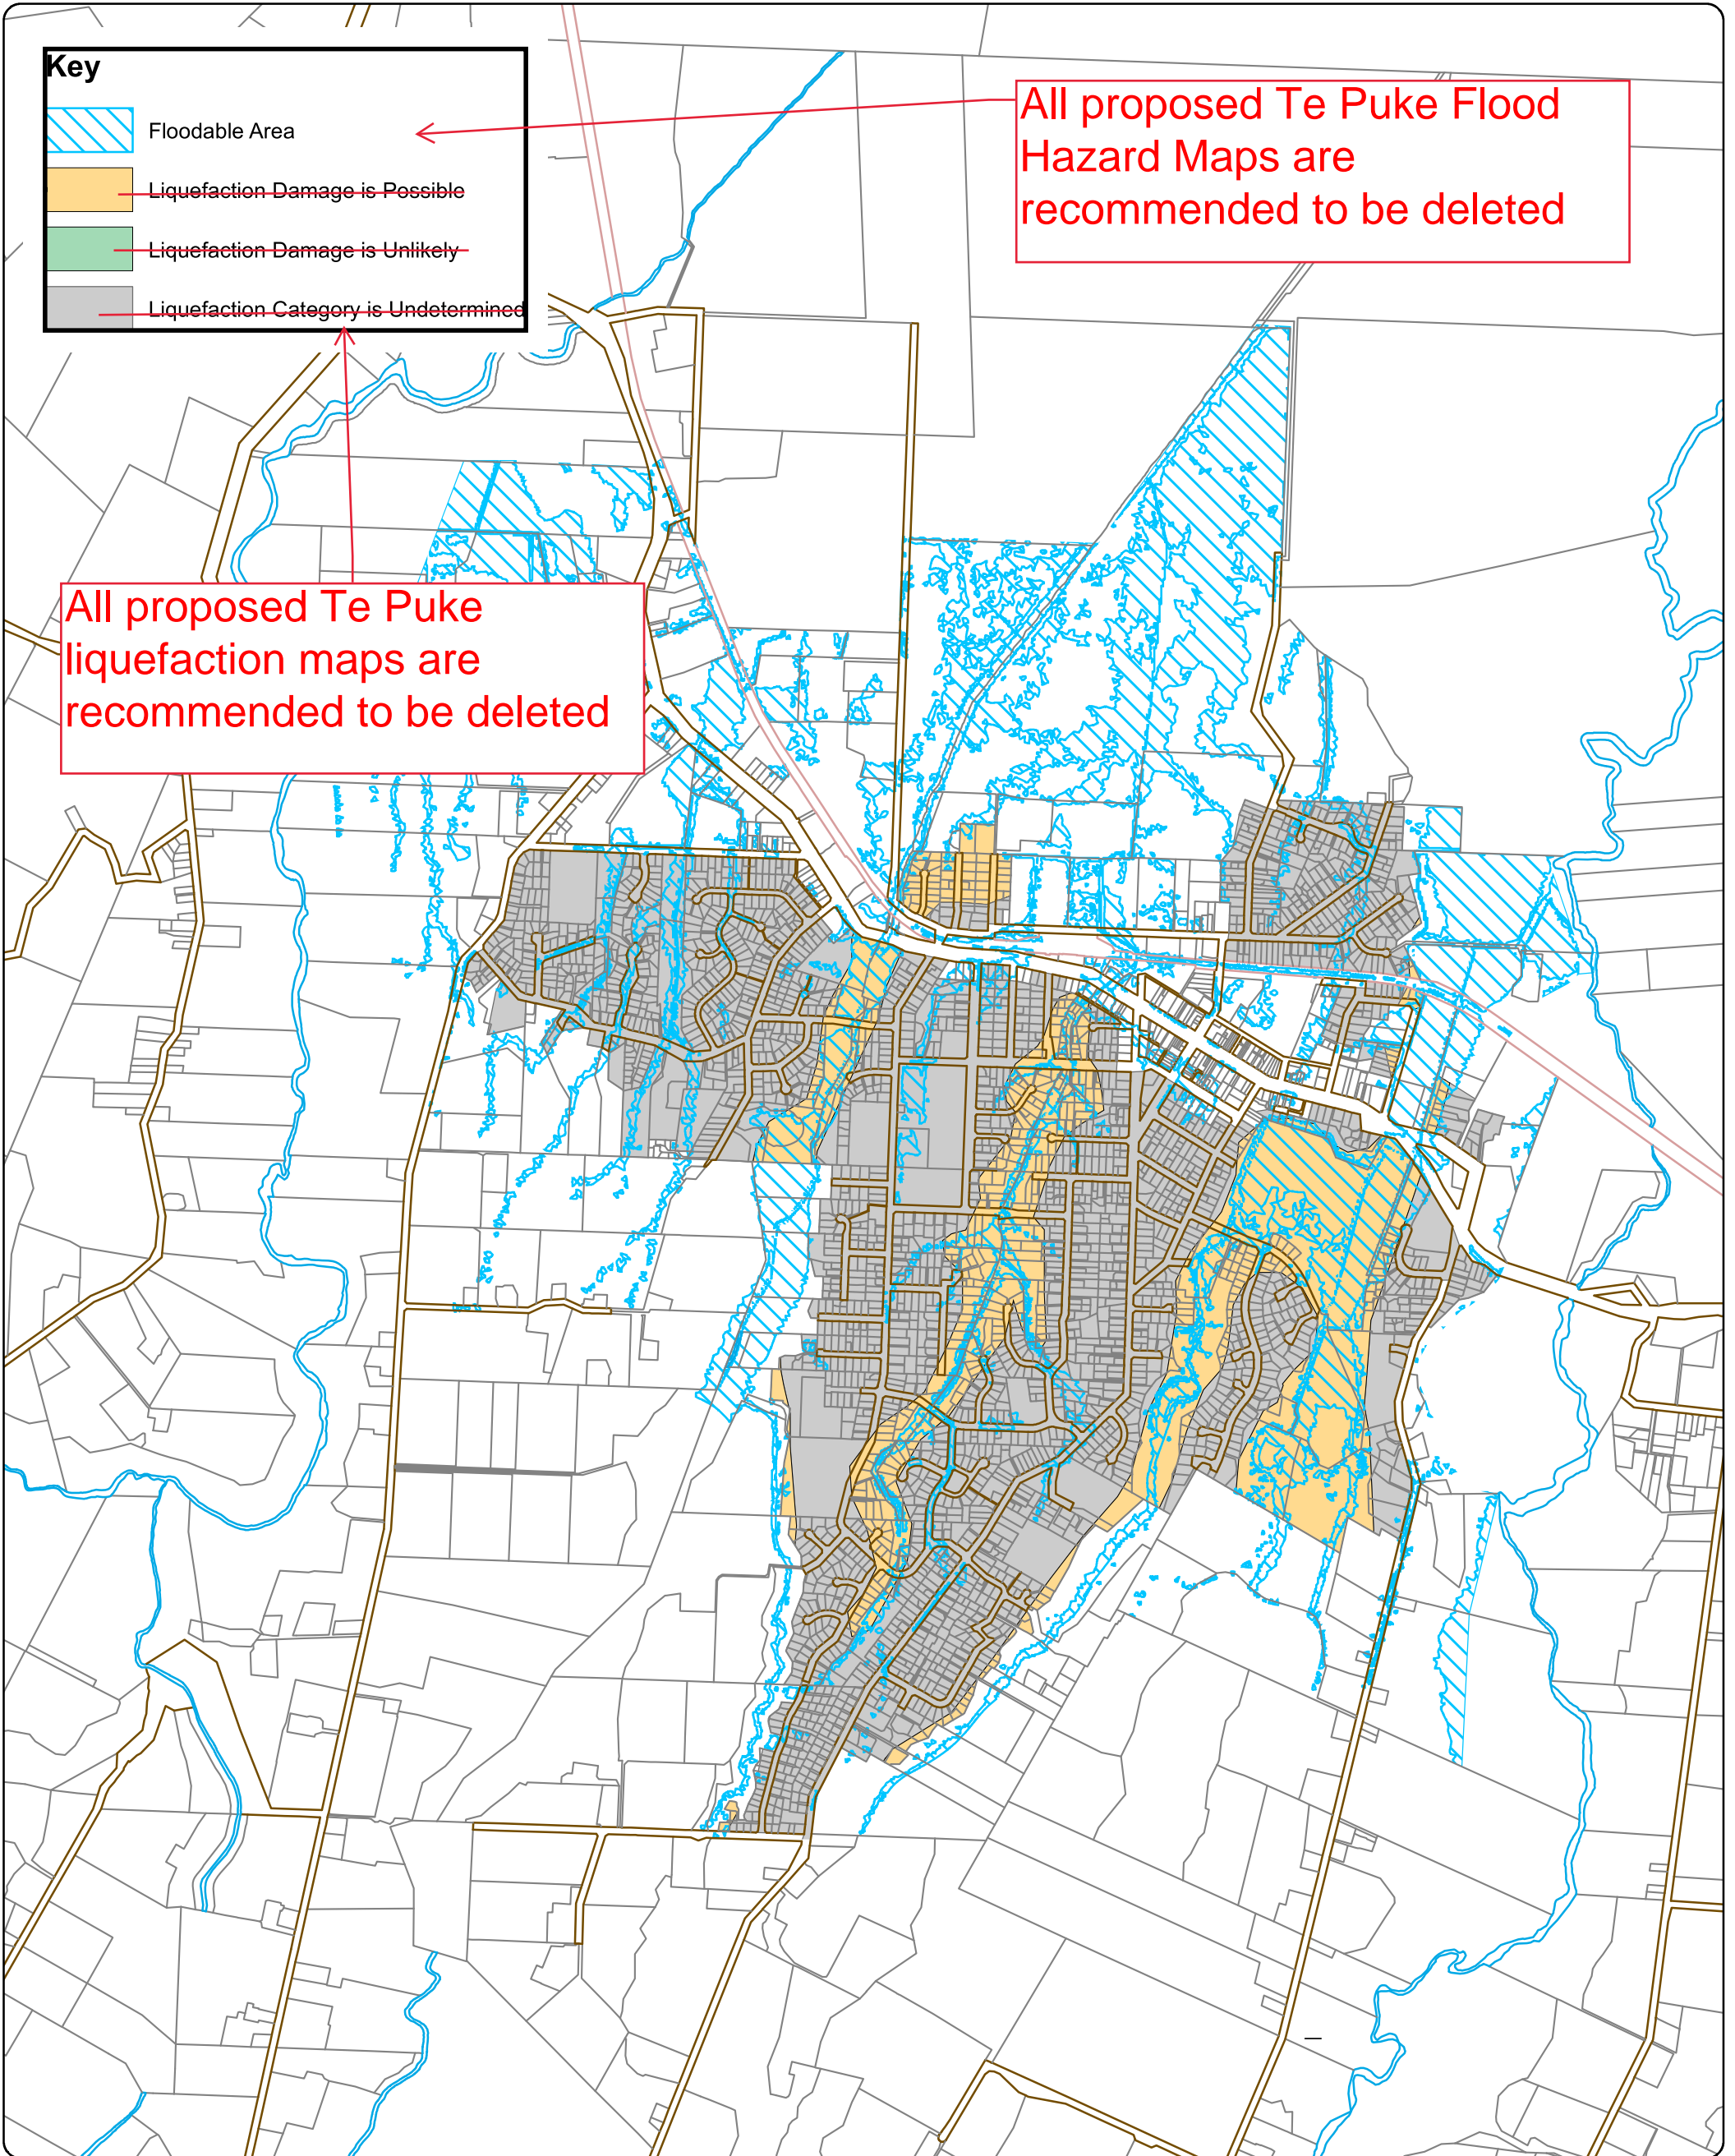 Key
Floodable Area
Liquefaction Damage is Possible
Liquefaction Damage is Unlikely
Liquefaction Category is Undetermined
All proposed Te Puke Flood
Hazard Maps are
recommended to be deleted
All proposed Te Puke
liquefaction maps are
recommended to be deleted